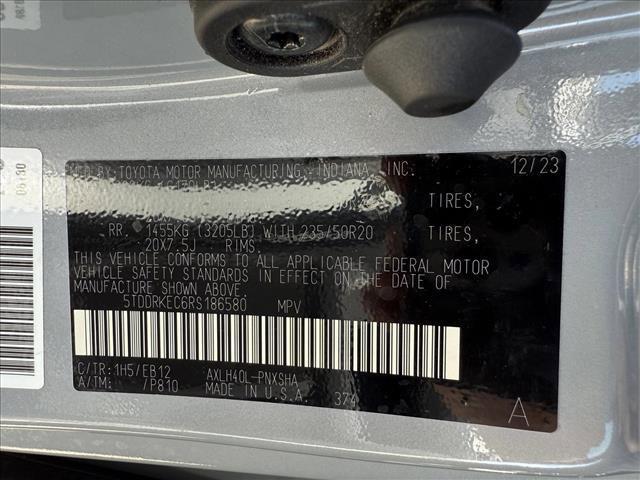 MFD BY: TOYOTA MOTOR MANUFACTURING, INDIANA, INC. 12/23
TIRES,
RR. 1455KG (3205LB) WITH 235/50R20 TIRES,
20X7.5J RIMS
THIS VEHICLE CONFORMS TO ALL APPLICABLE FEDERAL MOTOR
VEHICLE SAFETY STANDARDS IN EFFECT ON THE DATE OF
MANUFACTURE SHOWN ABOVE.
5TDDRKEC6RS186580 MPV
C/TR: 1H5/EB12 AXLH40L-PNXSHA
A/TM: /P810 MADE IN U.S.A. 374
A